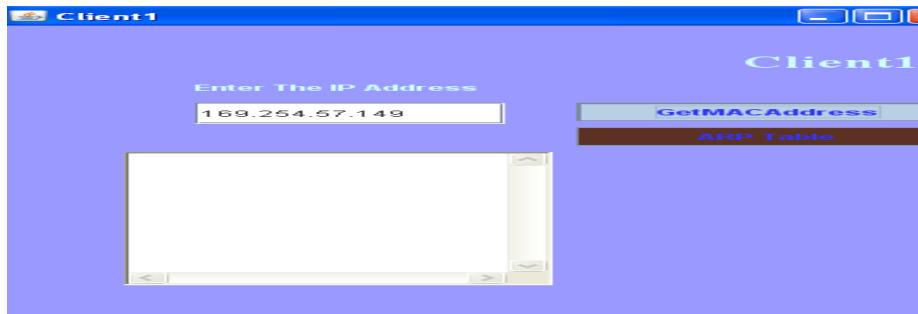 Client1
Client1
Enter The IP Address
169.254.57.149
GetMACAddress
ARP Table